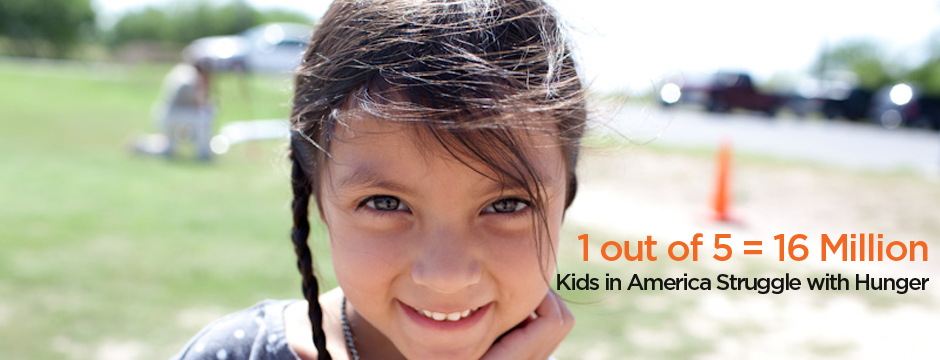 1 out of 5 = 16 Million
Kids in America Struggle with Hunger